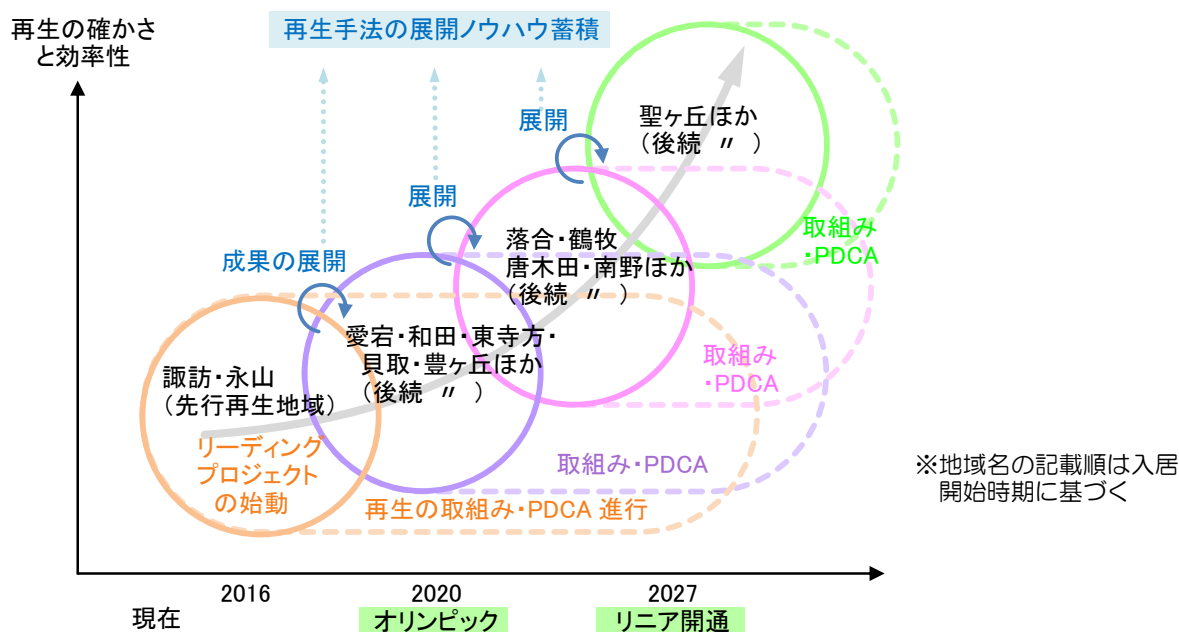 再生の確かさ
と効率性
再生手法の展開ノウハウ蓄積
展開
聖ヶ丘ほか
（後続 〃 ）
取組み
・PDCA
展開
落合・鶴牧
唐木田・南野ほか
（後続 〃 ）
取組み
・PDCA
成果の展開
愛宕・和田・東寺方・
貝取・豊ヶ丘ほか
（後続 〃 ）
取組み・PDCA
諏訪・永山
（先行再生地域）
リーディング
プロジェクト
の始動
再生の取組み・PDCA 進行
※地域名の記載順は入居
開始時期に基づく
現在
2016
2020
オリンピック
2027
リニア開通